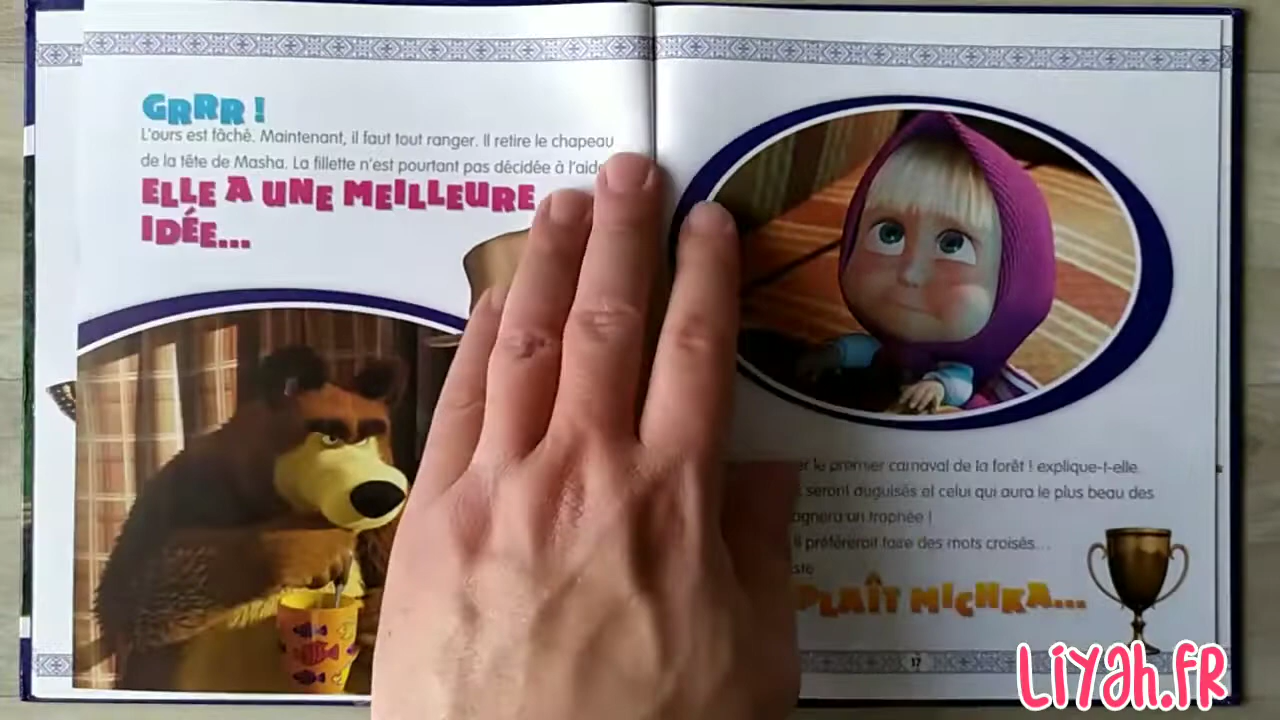 GRRR !
L'ours est fâché. Maintenant, il faut tout ranger. Il retire le chapeau
de la tête de Masha. La fillette n'est pourtant pas décidée à l'aide
ELLE A UNE MEILLEURE
IDÉE...
le premier carnaval de la forêt ! explique-t-elle.
seront déguisés et celui qui aura le plus beau des
un trophée !
il préférerait faire des mots croisés...
PLAÎT MICHKA...
17
LiYah.FR